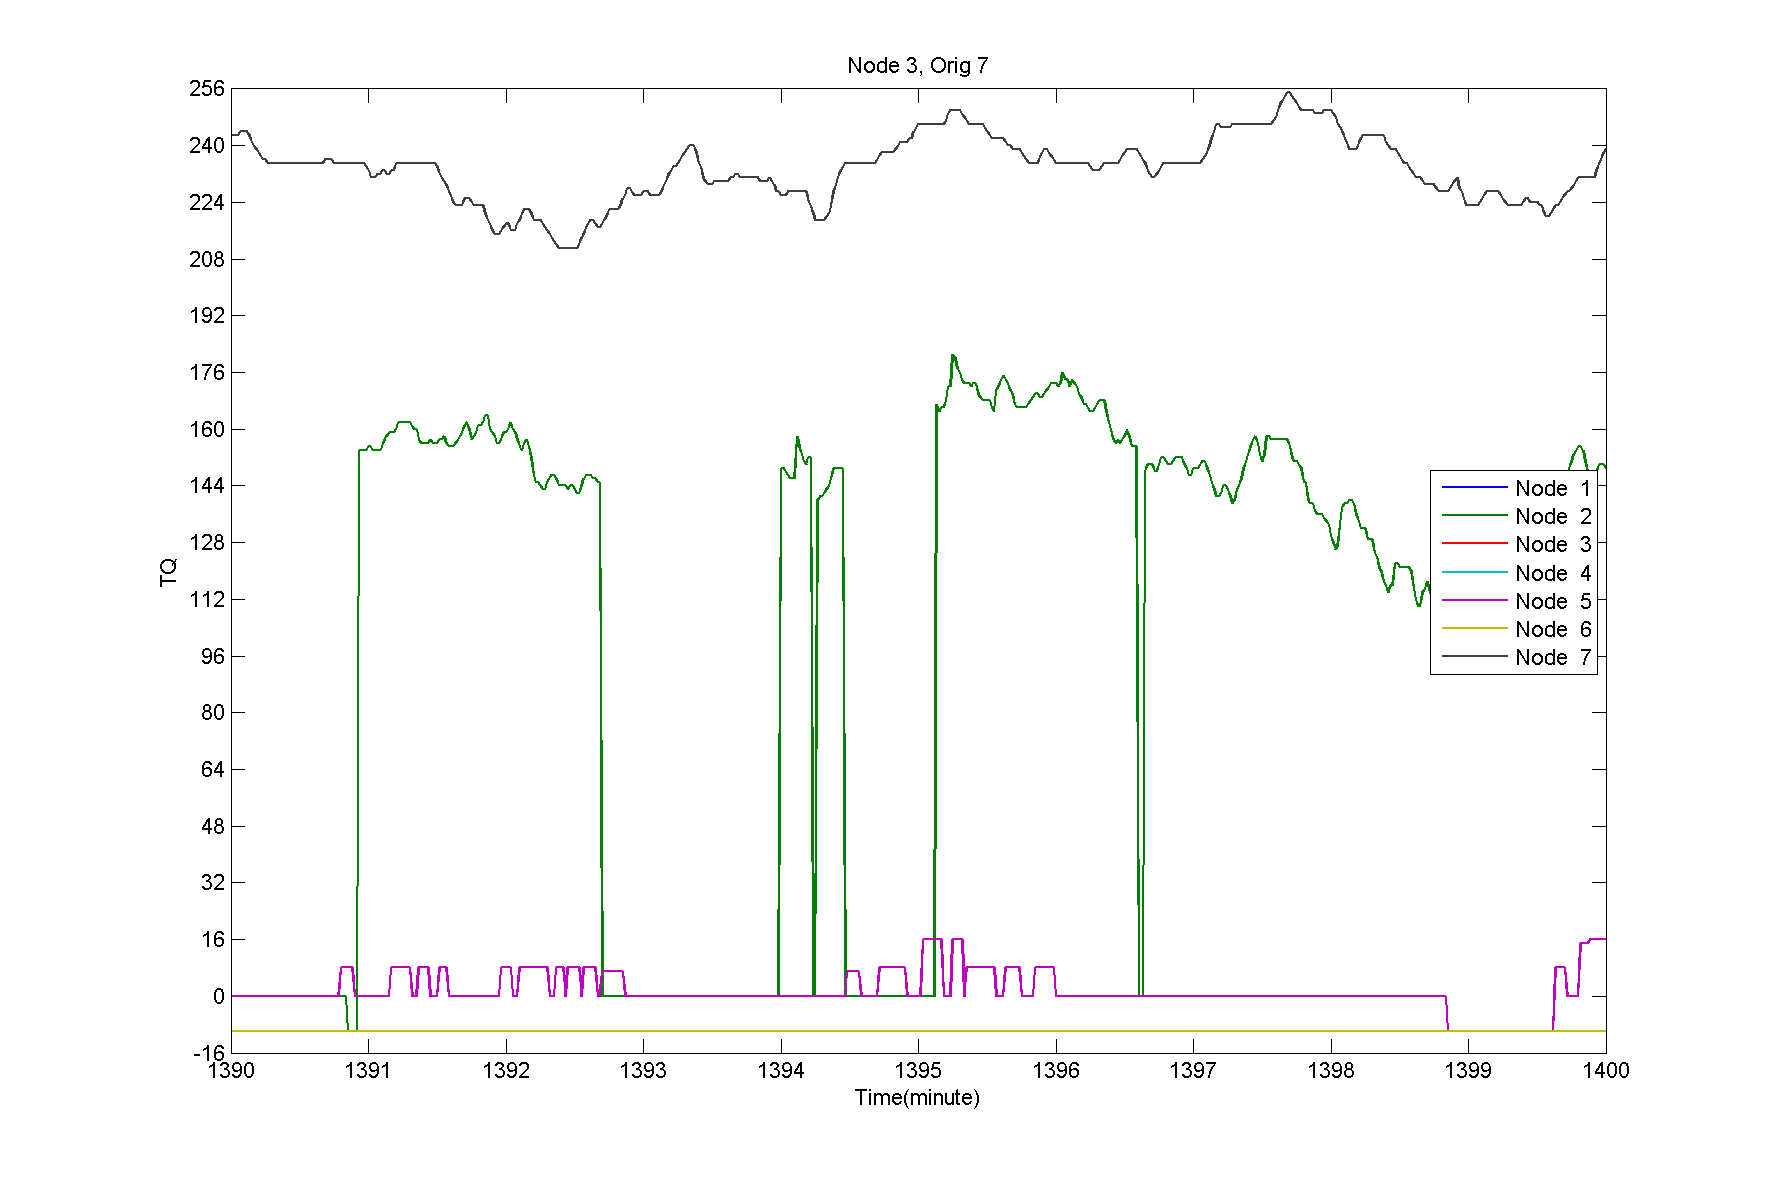 Node 3, Orig 7
256
240
224
208
192
176
160
144
128
112
96
80
64
48
32
16
0
-16
TQ
Node 1
Node 2
Node 3
Node 4
Node 5
Node 6
Node 7
1390 1391 1392 1393 1394 1395 1396 1397 1398 1399 1400
Time(minute)